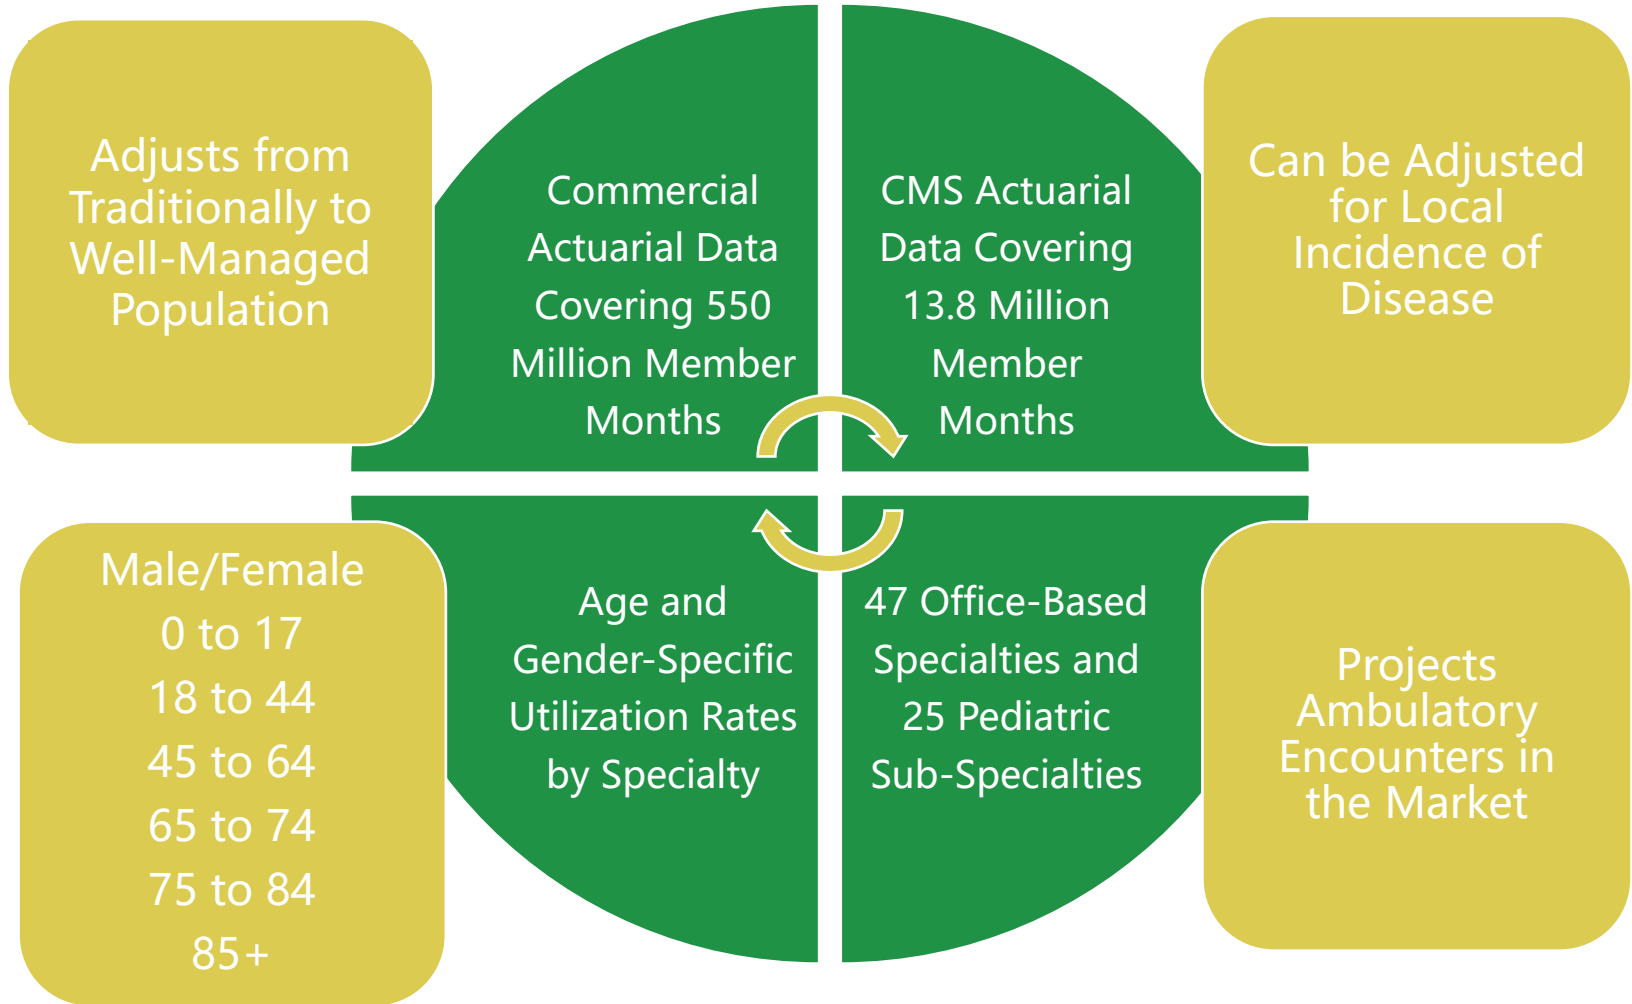 Adjusts from
Traditionally to
Well-Managed
Population
Commercial
Actuarial Data
Covering 550
Million Member
Months
CMS Actuarial
Data Covering
13.8 Million
Member
Months
Can be Adjusted
for Local
Incidence of
Disease
Male/Female
0 to 17
18 to 44
45 to 64
65 to 74
75 to 84
85+
Age and
Gender-Specific
Utilization Rates
by Specialty
47 Office-Based
Specialties and
25 Pediatric
Sub-Specialties
Projects
Ambulatory
Encounters in
the Market